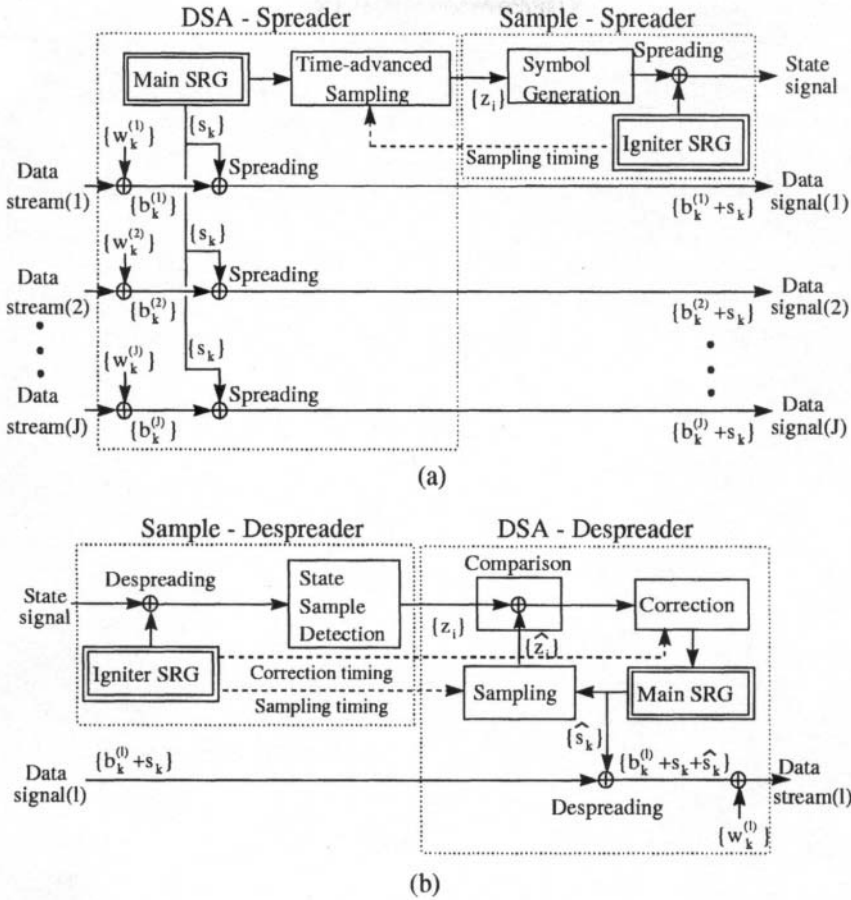 DSA - Spreader
Sample - Spreader
Main SRG
Time-advanced
Sampling
{z_i}
Symbol
Generation
Spreading
State
signal
Igniter SRG
Sampling timing
{s_k}
{w_k^(1)}
Spreading
Data
stream(1)
{b_k^(1)}
{b_k^(1)+s_k}
Data
signal(1)
{s_k}
{w_k^(2)}
Spreading
Data
stream(2)
{b_k^(2)}
{b_k^(2)+s_k}
Data
signal(2)
{s_k}
{w_k^(J)}
Spreading
Data
stream(J)
{b_k^(J)}
{b_k^(J)+s_k}
Data
signal(J)
(a)
Sample - Despreader
DSA - Despreader
State
signal
Despreading
State
Sample
Detection
{z_i}
Comparison
{ẑ_i}
Correction
Igniter SRG
Correction timing
Sampling timing
Sampling
Main SRG
{ŝ_k}
Data
signal(l)
{b_k^(l)+s_k}
Despreading
{b_k^(l)+s_k+ŝ_k}
{w_k^(l)}
Data
stream(l)
(b)